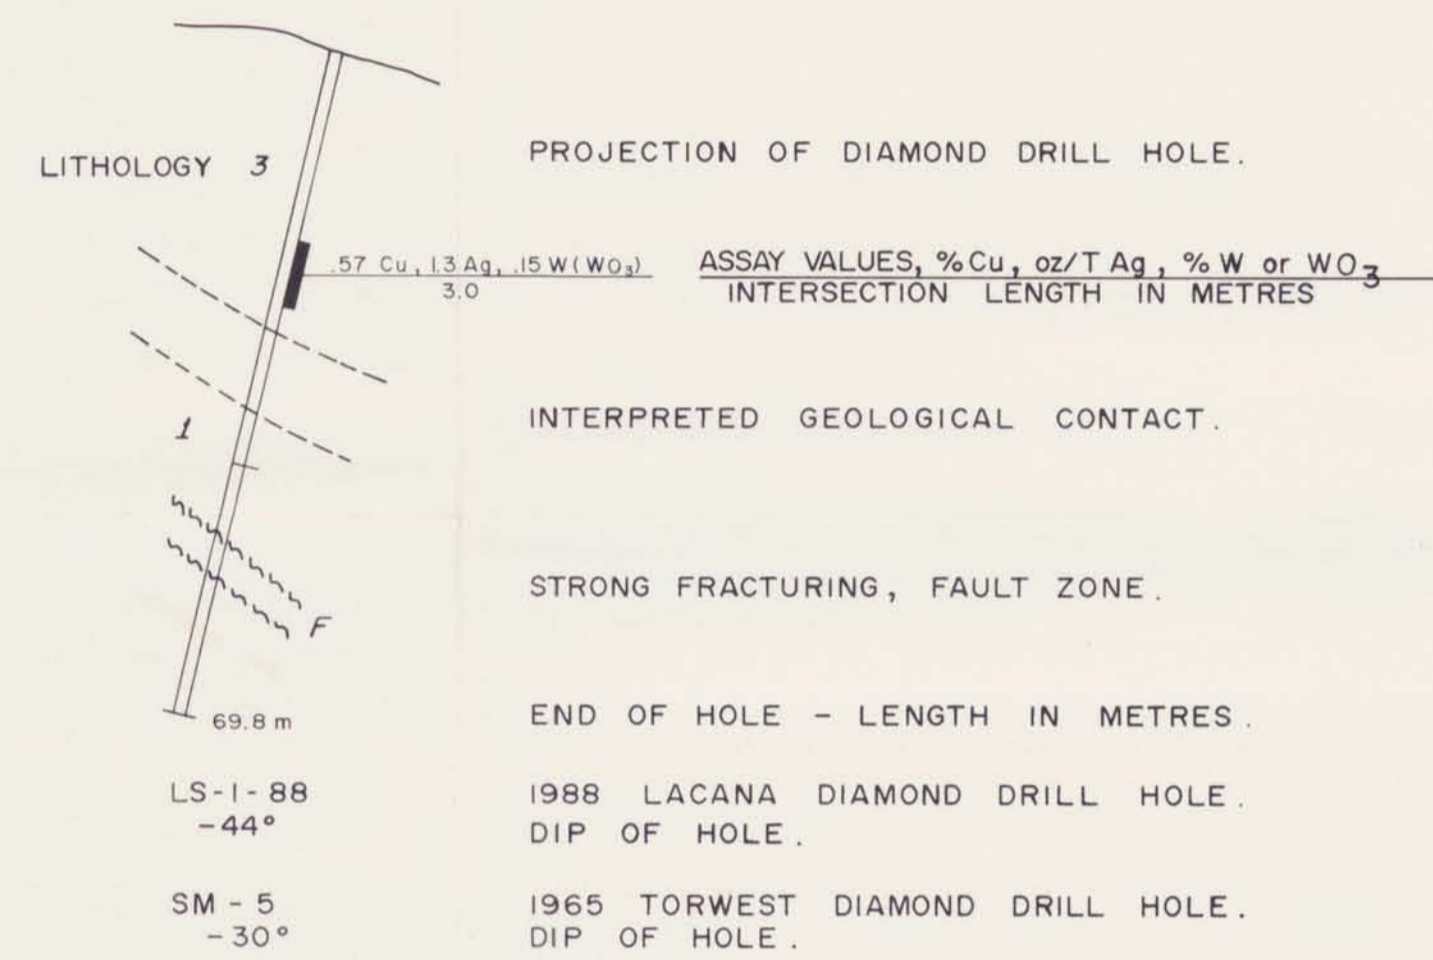 LITHOLOGY 3
PROJECTION OF DIAMOND DRILL HOLE.
.57 Cu, 1.3 Ag, .15 W (WO₃)
3.0
ASSAY VALUES, % Cu, oz/T Ag, % W or WO₃
INTERSECTION LENGTH IN METRES
1
INTERPRETED GEOLOGICAL CONTACT.
F
STRONG FRACTURING, FAULT ZONE.
69.8 m
END OF HOLE - LENGTH IN METRES.
LS-1-88
-44°
1988 LACANA DIAMOND DRILL HOLE.
DIP OF HOLE.
SM - 5
-30°
1965 TORWEST DIAMOND DRILL HOLE.
DIP OF HOLE.